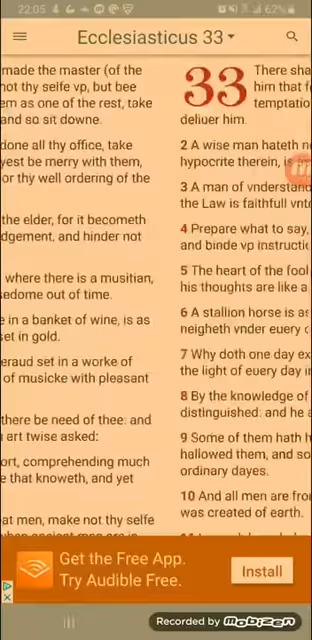 22:05
62%
Ecclesiasticus 33
made the master (of the
not thy selfe vp, but bee
em as one of the rest, take
and so sit downe.
done all thy office, take
yest be merry with them,
or thy well ordering of the
the elder, for it becometh
dgement, and hinder not
where there is a musitian,
sedome out of time.
e in a banket of wine, is as
set in gold.
eraud set in a worke of
of musicke with pleasant
there be need of thee: and
art twise asked:
ort, comprehending much
e that knoweth, and yet
at men, make not thy selfe
33 There sha
him that f
temptatio
deliuer him.
2 A wise man hateth n
hypocrite therein, is
3 A man of vnderstand
the Law is faithfull vnt
4 Prepare what to say,
and binde vp instructi
5 The heart of the fool
his thoughts are like a
6 A stallion horse is as
neigheth vnder euery
7 Why doth one day ex
the light of euery day i
8 By the knowledge of
distinguished: and he a
9 Some of them hath h
hallowed them, and so
ordinary dayes.
10 And all men are fro
was created of earth.
Get the Free App.
Try Audible Free.
Install
Recorded by mobizen